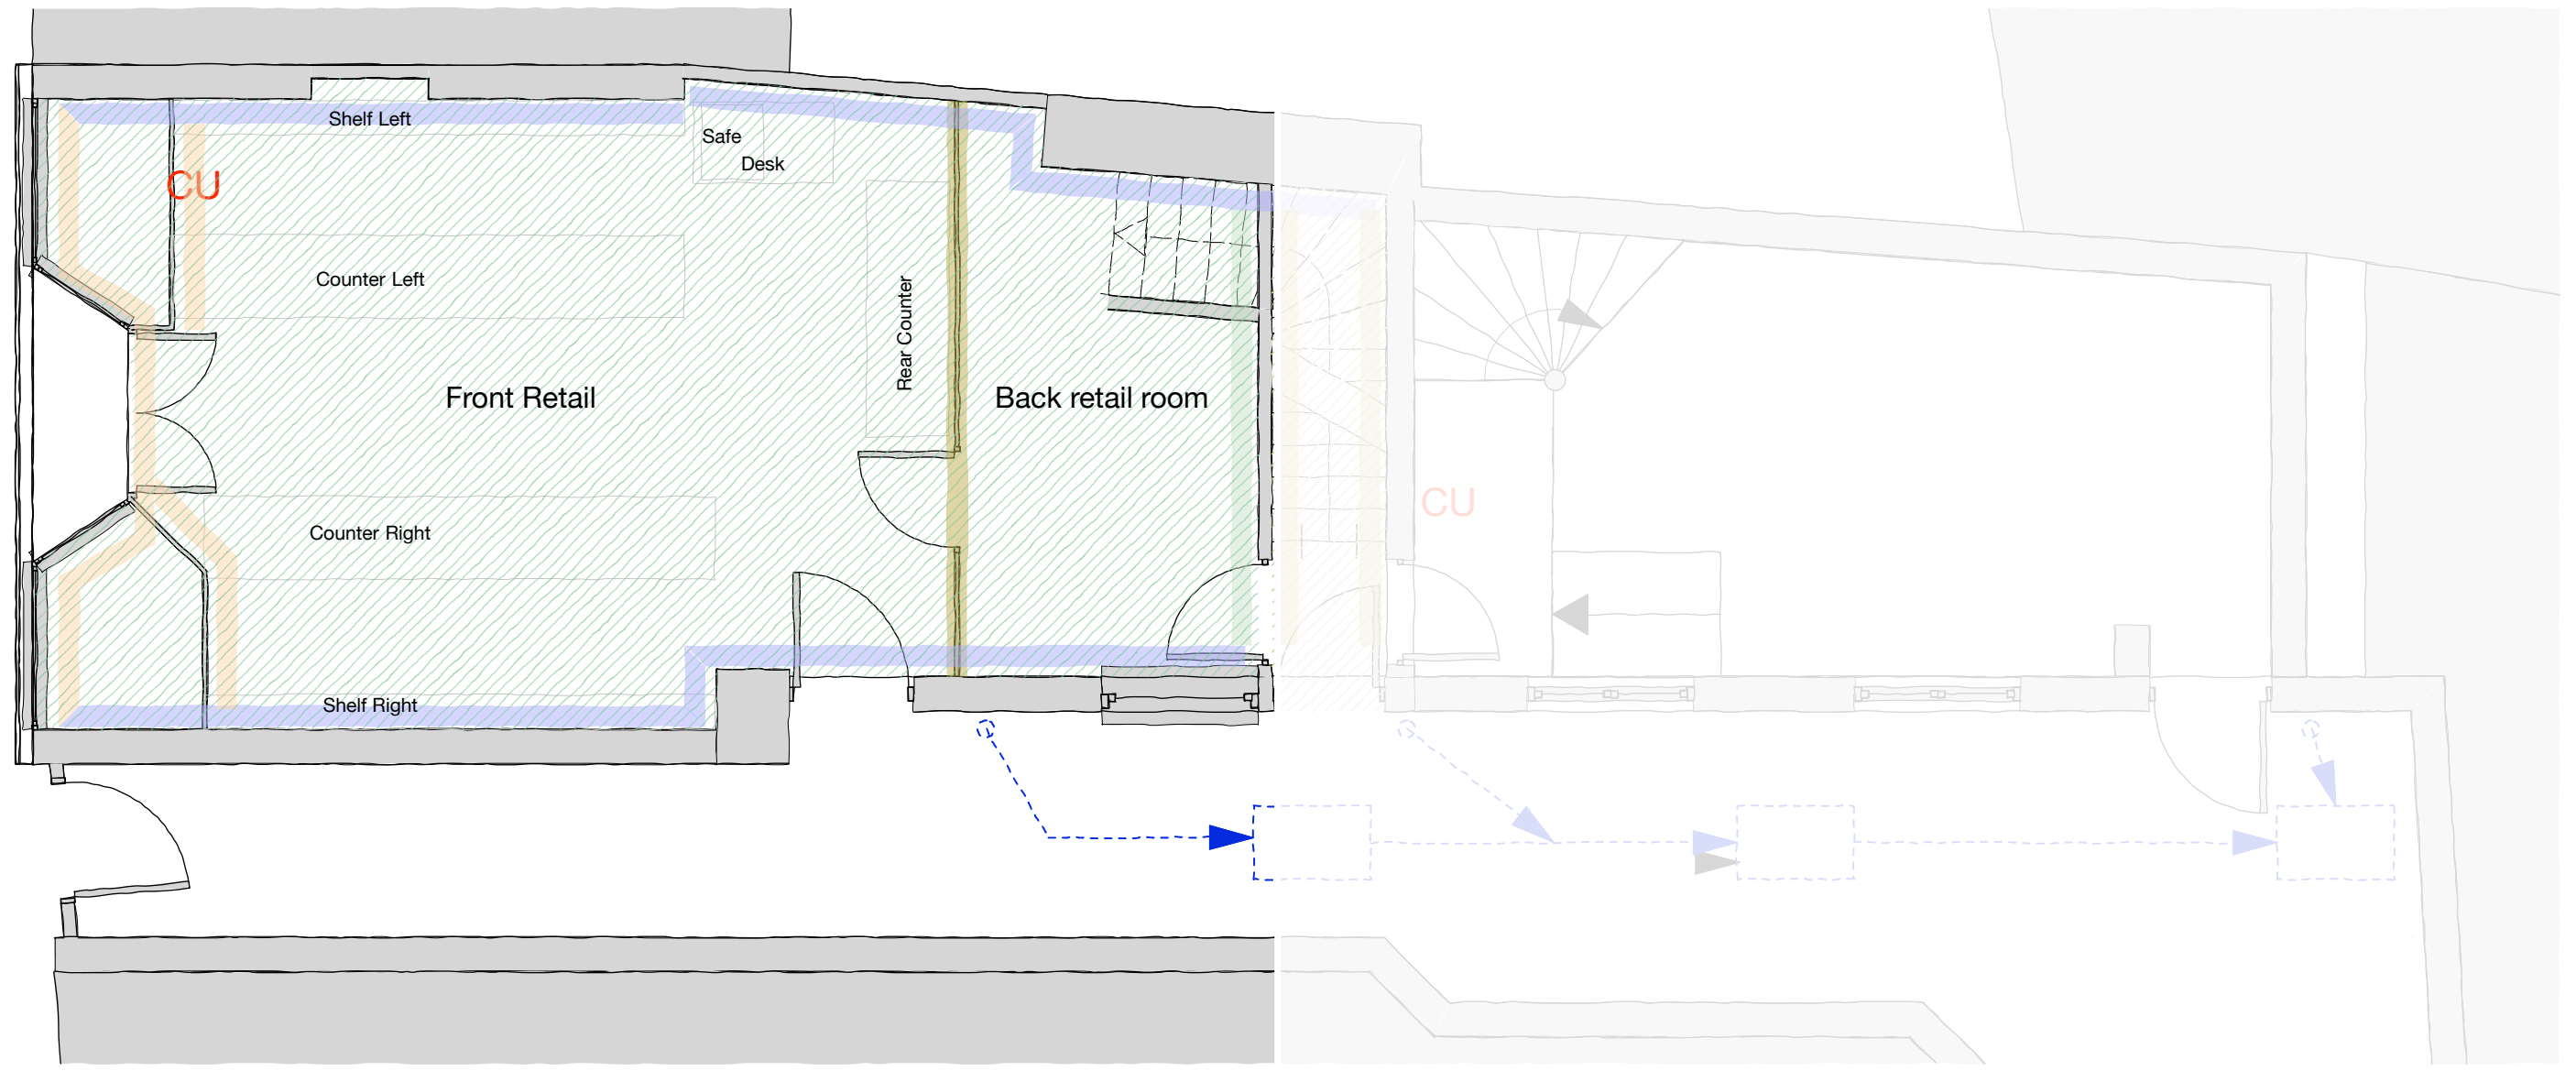 Shelf Left
Safe
Desk
CU
Counter Left
Rear Counter
Front Retail
Back retail room
CU
Counter Right
Shelf Right